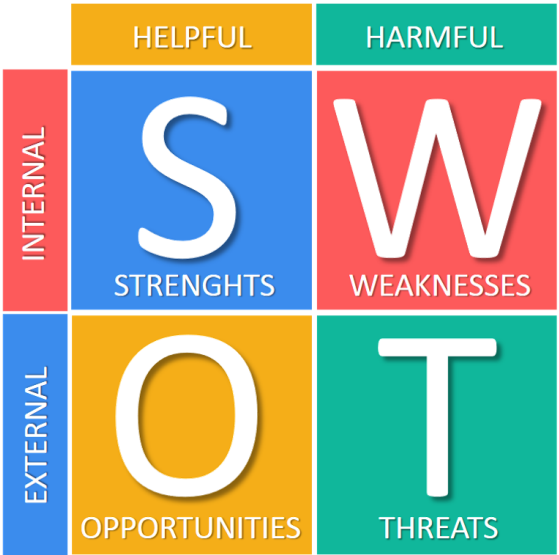 HELPFUL
HARMFUL
INTERNAL
S
STRENGHTS
W
WEAKNESSES
EXTERNAL
O
OPPORTUNITIES
T
THREATS